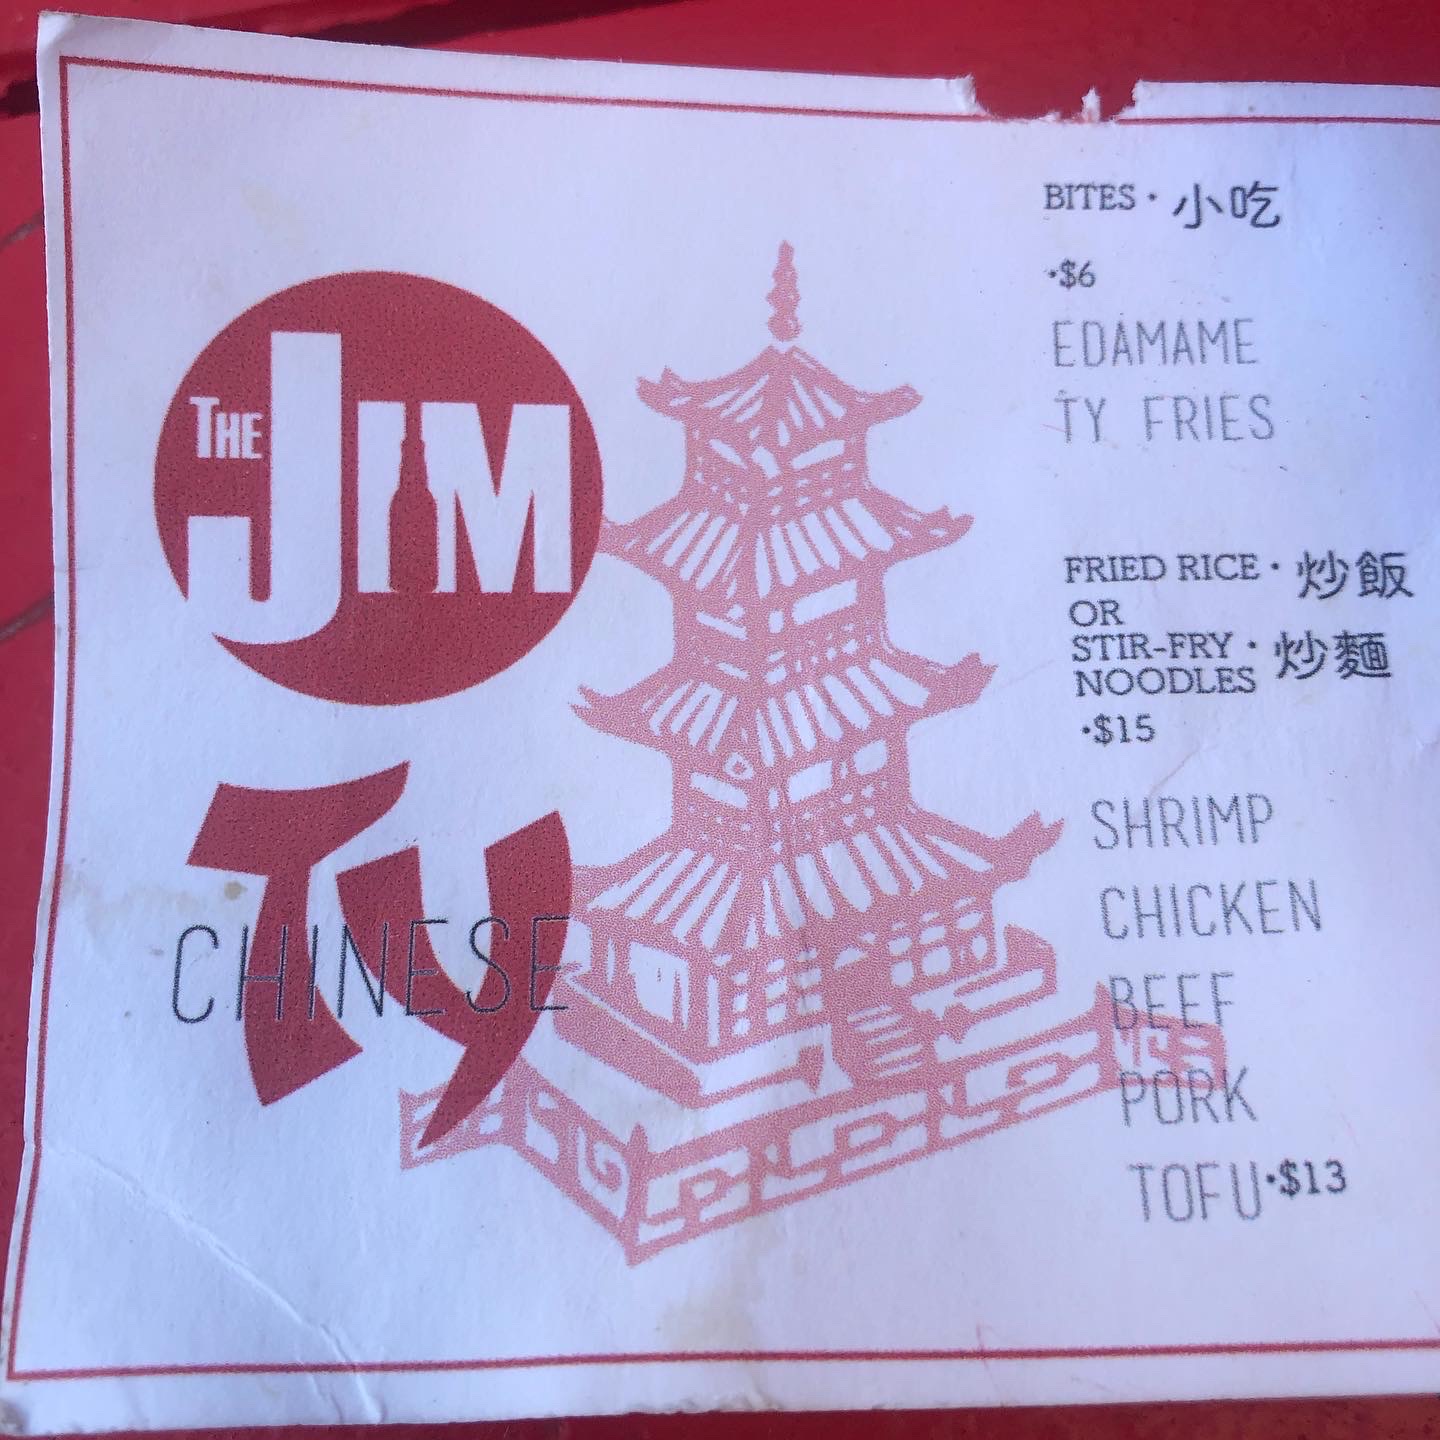 THE JIM
TY
CHINESE
BITES · 小吃
·$6
EDAMAME
TY FRIES
FRIED RICE · 炒飯
OR
STIR-FRY · 炒麵
NOODLES
·$15
SHRIMP
CHICKEN
BEEF
PORK
TOFU ·$13